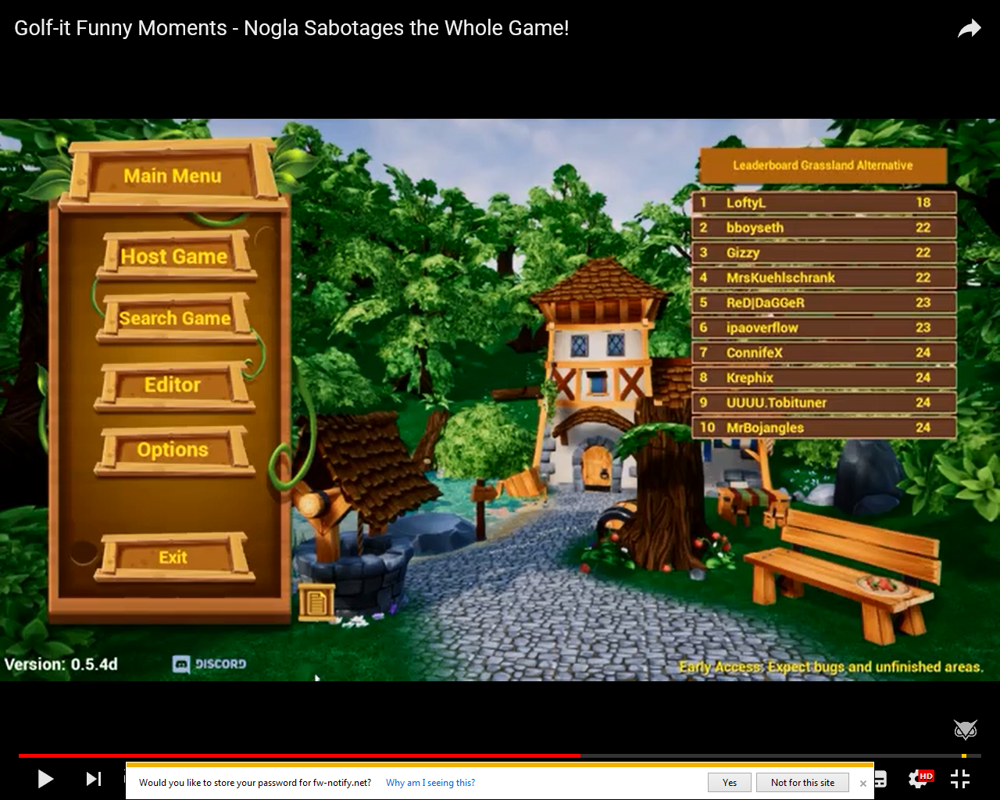 Golf-it Funny Moments - Nogla Sabotages the Whole Game!
Main Menu
Host Game
Search Game
Editor
Options
Exit
Leaderboard Grassland Alternative
1 LoftyL 18
2 bboyseth 22
3 Gizzy 22
4 MrsKuehlschrank 22
5 ReD|DaGGeR 23
6 ipaoverflow 23
7 ConnifeX 24
8 Krephix 24
9 UUUU.Tobituner 24
10 MrBojangles 24
Version: 0.5.4d
DISCORD
Early Access: Expect bugs and unfinished areas.
HD
Would you like to store your password for fw-notify.net? Why am I seeing this? Yes Not for this site ×